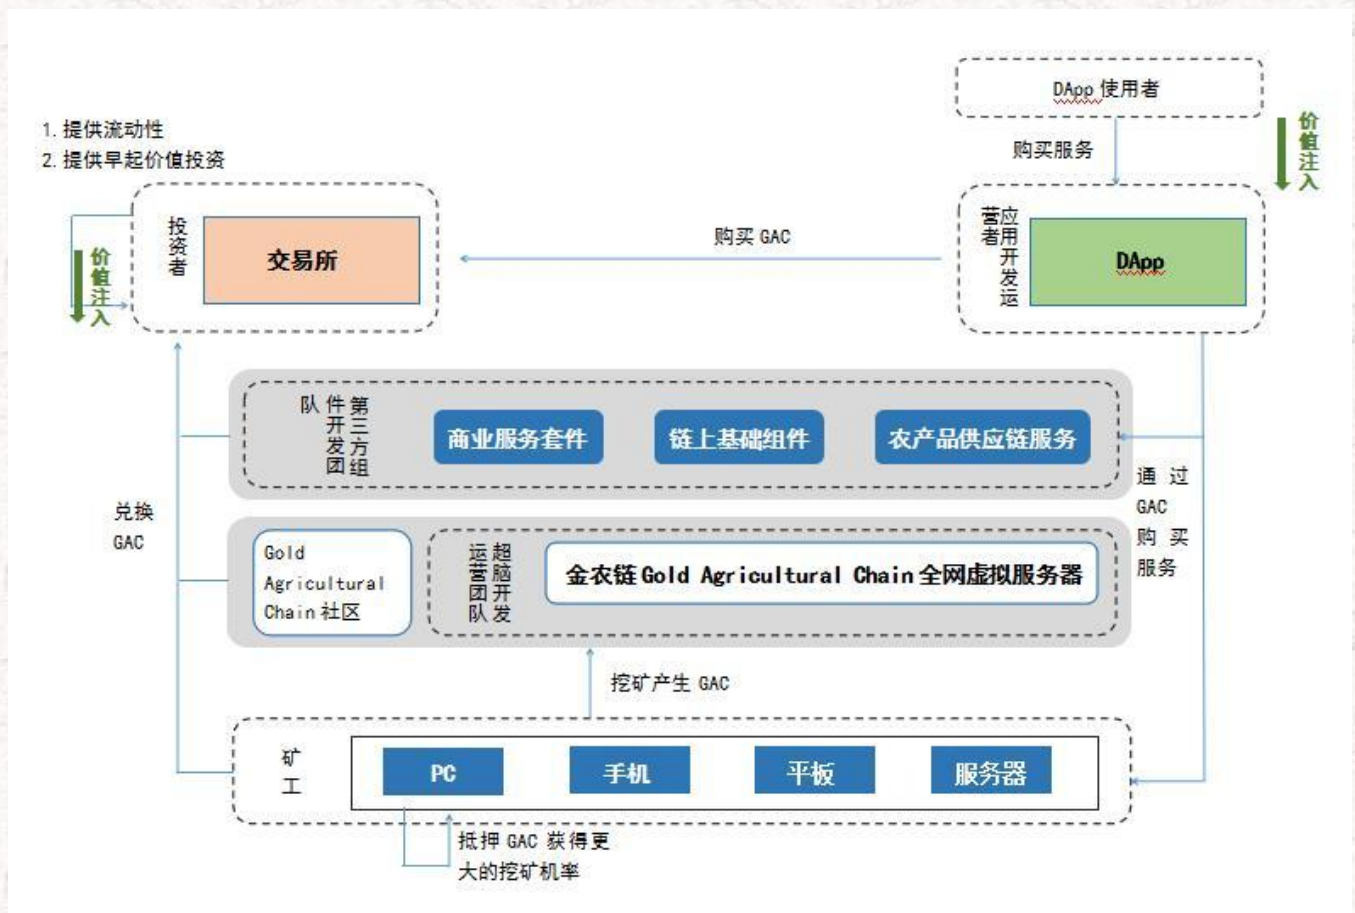 DApp 使用者
1. 提供流动性
2. 提供早起价值投资
购买服务
价值注入
投资者
交易所
购买 GAC
应用开发运
营者
DApp
价值注入
第三方组
件开发团
队
商业服务套件
链上基础组件
农产品供应链服务
通过
GAC
购买
服务
兑换
GAC
Gold
Agricultural
Chain 社区
超脑开发
运营团队
金农链 Gold Agricultural Chain 全网虚拟服务器
挖矿产生 GAC
矿工
PC
手机
平板
服务器
抵押 GAC 获得更
大的挖矿机率